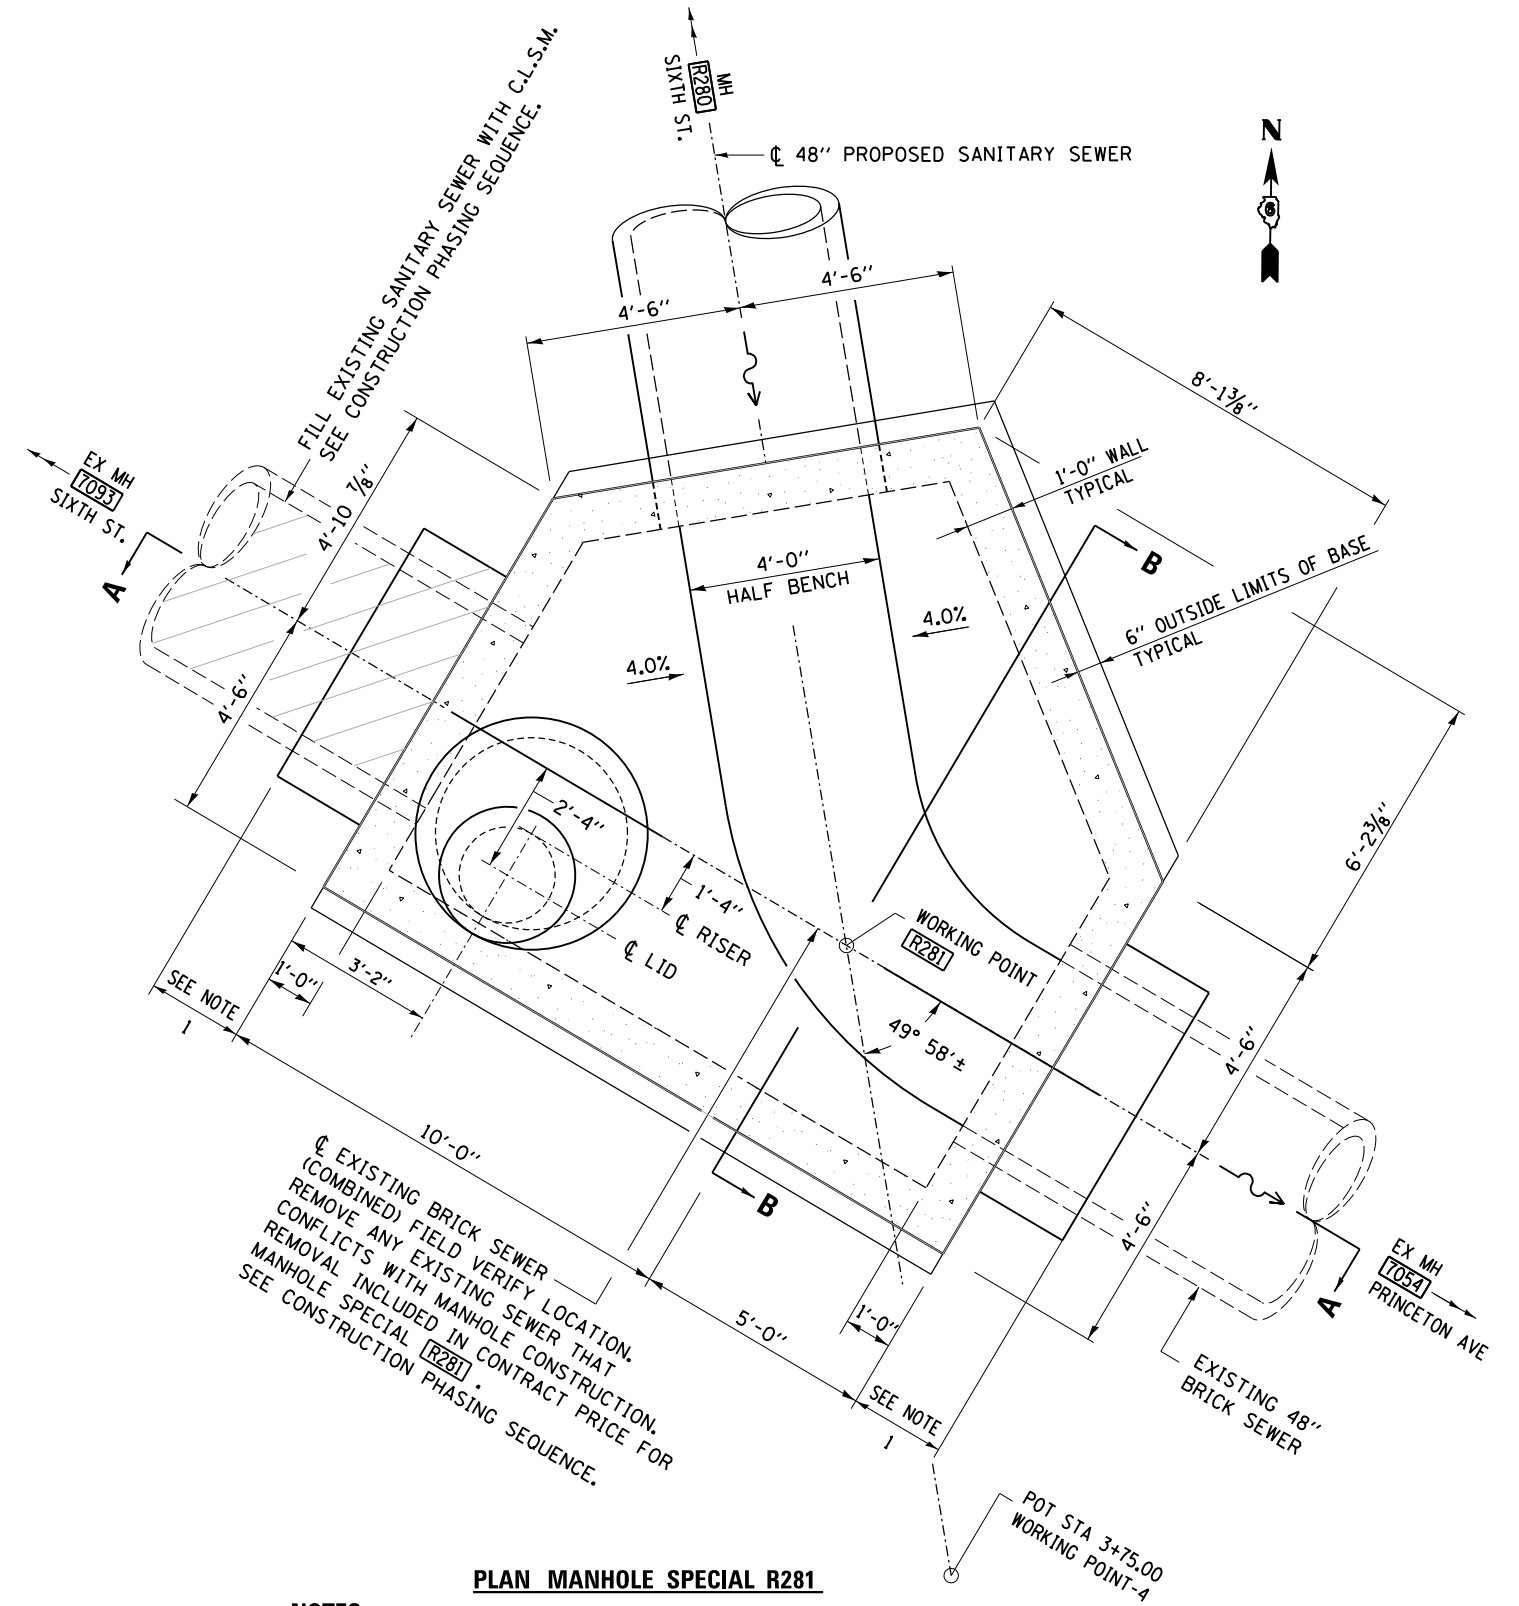 MH
R280
SIXTH ST.
℄ 48" PROPOSED SANITARY SEWER
N
6
FILL EXISTING SANITARY SEWER WITH C.L.S.M.
SEE CONSTRUCTION PHASING SEQUENCE.
4'-6"
4'-6"
8'-1⅜"
EX MH
7093
SIXTH ST.
A
4'-10 ⅞"
4'-6"
1'-0" WALL
TYPICAL
B
4'-0"
HALF BENCH
4.0%
4.0%
6" OUTSIDE LIMITS OF BASE
TYPICAL
6'-2⅜"
2'-4"
1'-4"
℄ RISER
℄ LID
WORKING POINT
R281
49° 58'±
SEE NOTE
1
1'-0"
3'-2"
4'-6"
4'-6"
10'-0"
℄ EXISTING BRICK SEWER
(COMBINED) FIELD VERIFY LOCATION.
REMOVE ANY EXISTING SEWER THAT
CONFLICTS WITH MANHOLE CONSTRUCTION.
REMOVAL INCLUDED IN CONTRACT PRICE FOR
MANHOLE SPECIAL R281 .
SEE CONSTRUCTION PHASING SEQUENCE.
B
5'-0"
1'-0"
SEE NOTE
1
EX MH
7054
PRINCETON AVE
A
EXISTING 48"
BRICK SEWER
POT STA 3+75.00
WORKING POINT-4
PLAN MANHOLE SPECIAL R281
NOTES